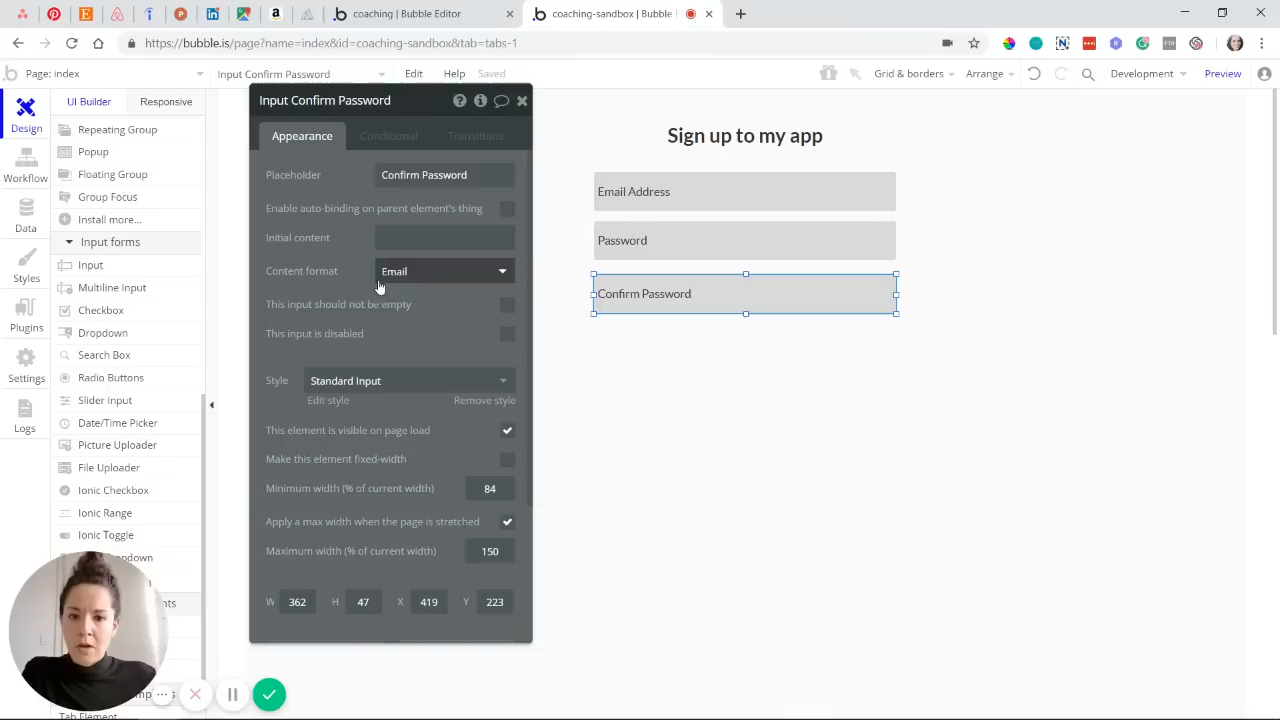 coaching | Bubble Editor
coaching-sandbox | Bubble E
https://bubble.is/page?name=index&id=coaching-sandbox&tab=tabs-1
Page: index
Input Confirm Password
Edit
Help
Saved
Grid & borders
Arrange
Development
Preview
Design
Workflow
Data
Styles
Plugins
Settings
Logs
UI Builder
Responsive
Repeating Group
Popup
Floating Group
Group Focus
Install more...
Input forms
Input
Multiline Input
Checkbox
Dropdown
Search Box
Radio Buttons
Slider Input
Date/Time Picker
Picture Uploader
File Uploader
Ionic Checkbox
Ionic Range
Ionic Toggle
Tab Element
Input Confirm Password
Appearance
Conditional
Transitions
Placeholder
Confirm Password
Enable auto-binding on parent element's thing
Initial content
Content format
Email
This input should not be empty
This input is disabled
Style
Standard Input
Edit style
Remove style
This element is visible on page load
Make this element fixed-width
Minimum width (% of current width)
84
Apply a max width when the page is stretched
Maximum width (% of current width)
150
W 362 H 47 X 419 Y 223
Sign up to my app
Email Address
Password
Confirm Password